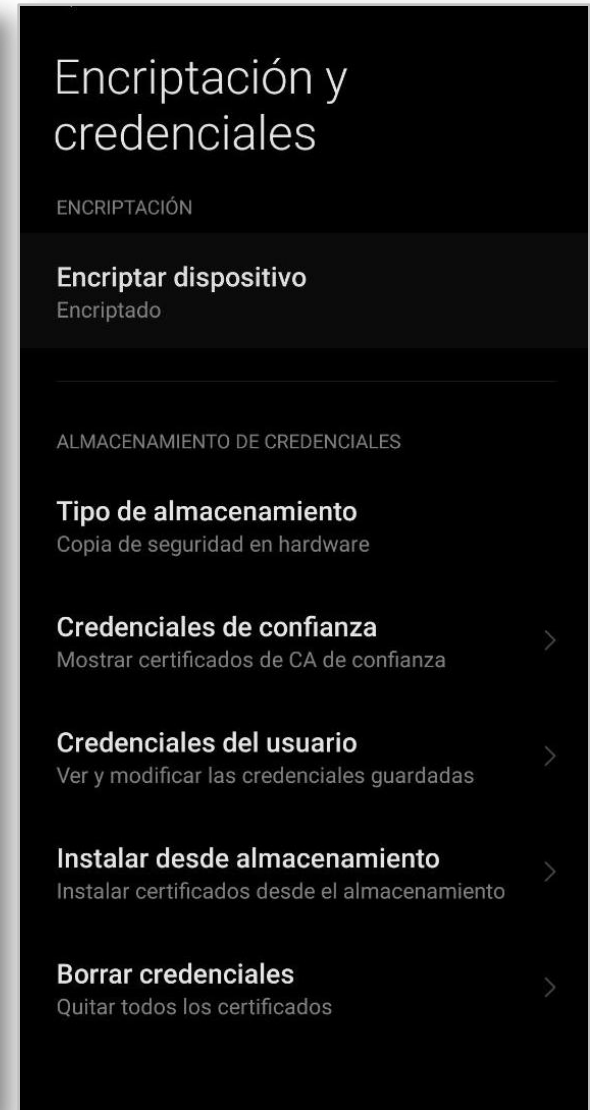 Encriptación y
credenciales
ENCRIPTACIÓN
Encriptar dispositivo
Encriptado
ALMACENAMIENTO DE CREDENCIALES
Tipo de almacenamiento
Copia de seguridad en hardware
Credenciales de confianza
Mostrar certificados de CA de confianza
Credenciales del usuario
Ver y modificar las credenciales guardadas
Instalar desde almacenamiento
Instalar certificados desde el almacenamiento
Borrar credenciales
Quitar todos los certificados